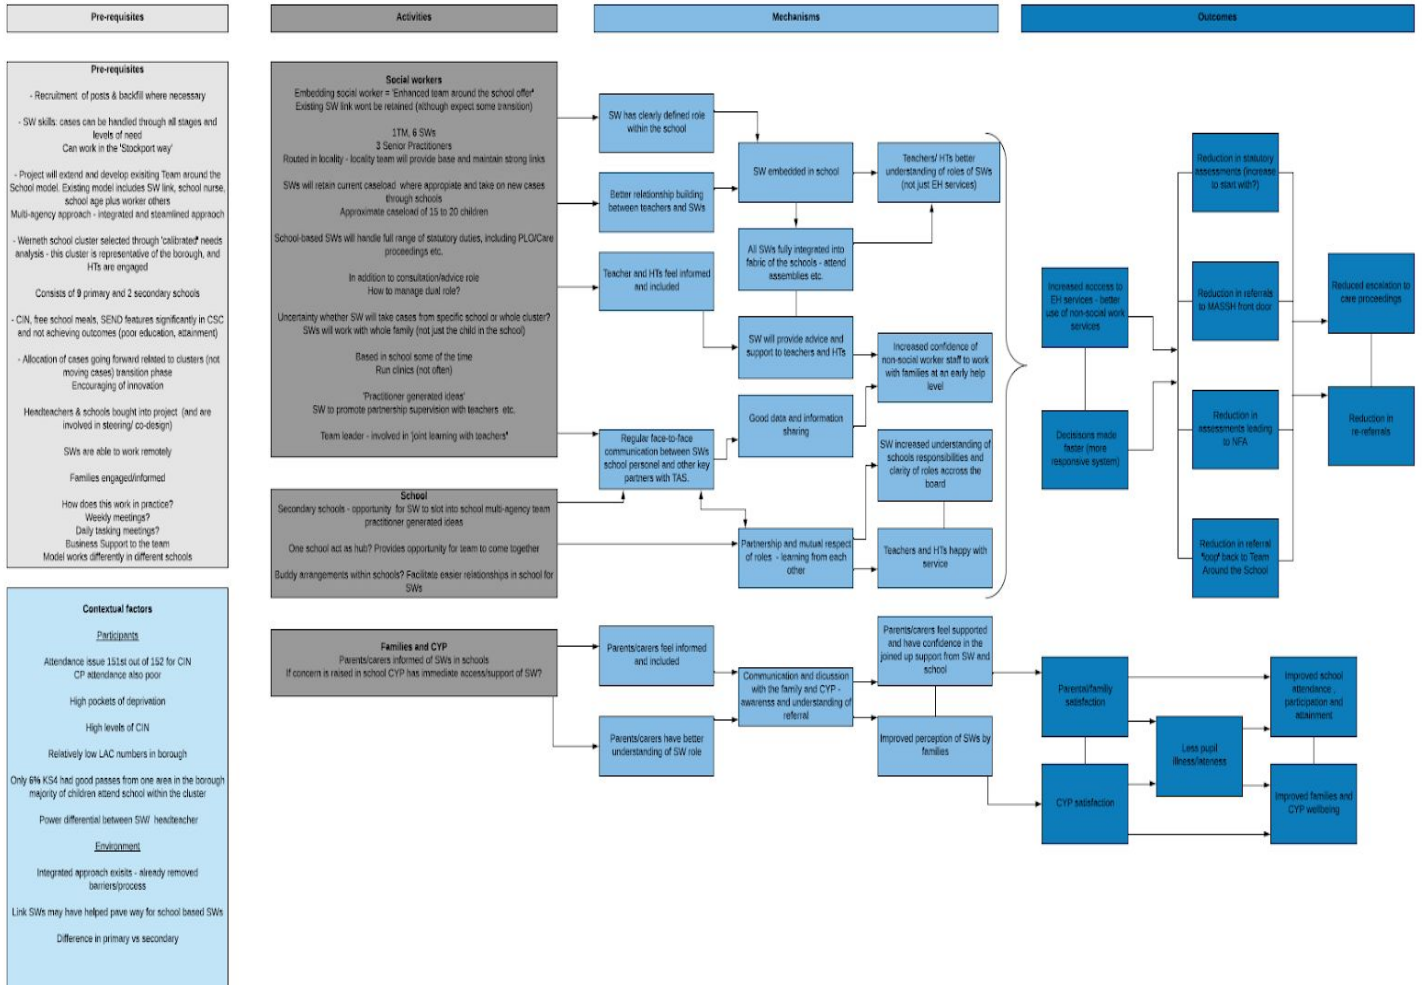 Pre-requisites
Activities
Mechanisms
Outcomes
Pre-requisites
- Recruitment of posts & backfill where necessary
- SW skills: cases can be handled through all stages and
levels of need
Can work in the 'Stockport way'
- Project will extend and develop exisiting Team around the
School model. Existing model includes SW link, school nurse,
school age plus worker others
Multi-agency approach - integrated and streamlined appraoch
- Werneth school cluster selected through 'calibrated' needs
analysis - this cluster is representative of the borough, and
HTs are engaged
Consists of 9 primary and 2 secondary schools
- CIN, free school meals, SEND features significantly in CSC
and not achieving outcomes (poor education, attainment)
- Allocation of cases going forward related to clusters (not
moving cases) transition phase
Encouraging of innovation
Headteachers & schools bought into project (and are
involved in steering/ co-design)
SWs are able to work remotely
Families engaged/informed
How does this work in practice?
Weekly meetings?
Daily tasking meetings?
Business Support to the team
Model works differently in different schools
Contextual factors
Participants
Attendance issue 151st out of 152 for CIN
CP attendance also poor
High pockets of deprivation
High levels of CIN
Relatively low LAC numbers in borough
Only 6% KS4 had good passes from one area in the borough
majority of children attend school within the cluster
Power differential between SW/ headteacher
Environment
Integrated approach exisits - already removed
barriers/process
Link SWs may have helped pave way for school based SWs
Difference in primary vs secondary
Social workers
Embedding social worker = 'Enhanced team around the school offer'
Existing SW link wont be retained (although expect some transition)
1TM, 6 SWs
3 Senior Practitioners
Routed in locality - locality team will provide base and maintain strong links
SWs will retain current caseload where appropiate and take on new cases
through schools
Approximate caseload of 15 to 20 children
School-based SWs will handle full range of statutory duties, including PLO/Care
proceedings etc.
In addition to consultation/advice role
How to manage dual role?
Uncertainty whether SW will take cases from specific school or whole cluster?
SWs will work with whole family (not just the child in the school)
Based in school some of the time
Run clinics (not often)
'Practitioner generated ideas'
SW to promote partnership supervision with teachers etc.
Team leader - involved in 'joint learning with teachers'
School
Secondary schools - opportunity for SW to slot into school multi-agency team
practitioner generated ideas
One school act as hub? Provides opportunity for team to come together
Buddy arrangements within schools? Facilitate easier relationships in school for
SWs
Families and CYP
Parents/carers informed of SWs in schools
If concern is raised in school CYP has immediate access/support of SW?
SW has clearly defined role
within the school
Better relationship building
between teachers and SWs
Teacher and HTs feel informed
and included
Regular face-to-face
communication between SWs
school personel and other key
partners with TAS.
SW embedded in school
All SWs fully integrated into
fabric of the schools - attend
assemblies etc.
SW will provide advice and
support to teachers and HTs
Good data and information
sharing
Partnership and mutual respect
of roles - learning from each
other
Teachers/ HTs better
understanding of roles of SWs
(not just EH services)
Increased confidence of
non-social worker staff to work
with families at an early help
level
SW increased understanding of
schools responsibilities and
clarity of roles accross the
board
Teachers and HTs happy with
service
Parents/carers feel informed
and included
Parents/carers have better
understanding of SW role
Communication and dicussion
with the family and CYP -
awarenss and understanding of
referral
Parents/carers feel supported
and have confidence in the
joined up support from SW and
school
Improved perception of SWs by
families
Increased access to
EH services - better
use of non-social work
services
Decisions made
faster (more
responsive system)
Reduction in statutory
assessments (increase
to start with?)
Reduction in referrals
to MASSH front door
Reduction in
assessments leading
to NFA
Reduction in referral
'loop' back to Team
Around the School
Reduced escalation to
care proceedings
Reduction in
re-referrals
Parental/family
satisfaction
CYP satisfaction
Less pupil
illness/lateness
Improved school
attendance ,
participation and
attainment
Improved families and
CYP wellbeing